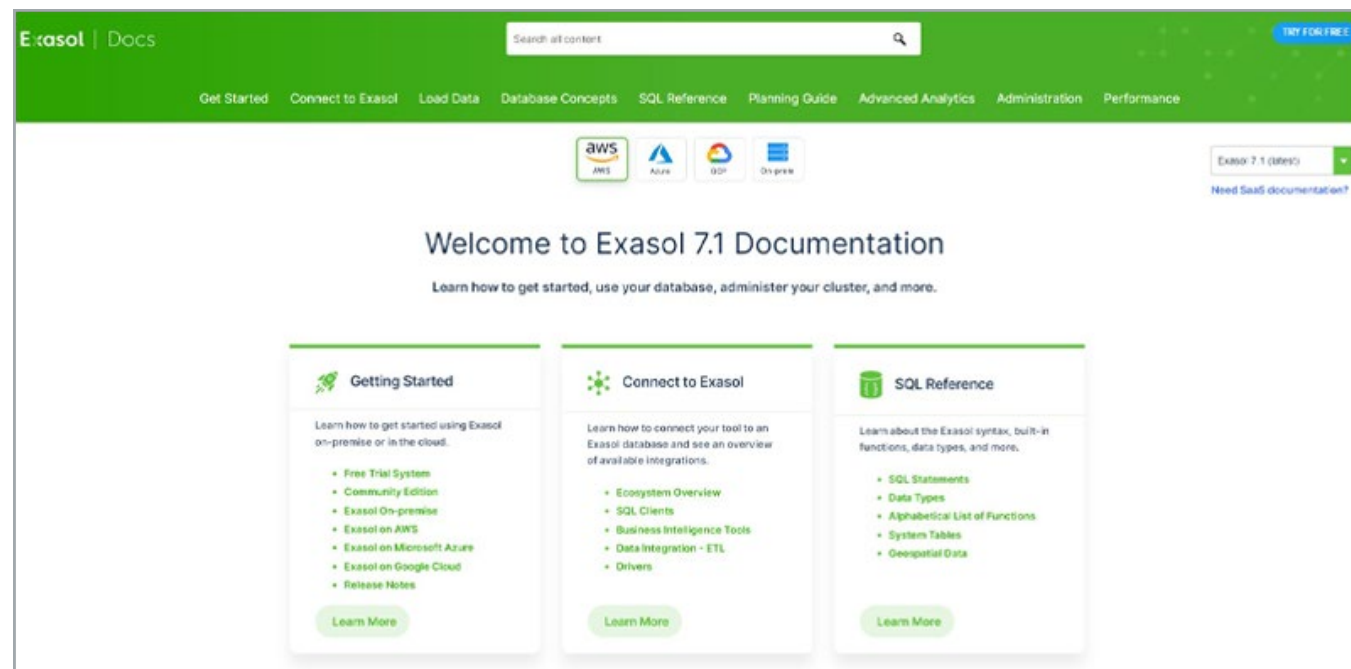 Exasol | Docs
Search all content
TRY FOR FREE
Get Started Connect to Exasol Load Data Database Concepts SQL Reference Planning Guide Advanced Analytics Administration Performance
aws
AWS Azure GCP On-prem
Exasol 7.1 (latest)
Need SaaS documentation?
Welcome to Exasol 7.1 Documentation
Learn how to get started, use your database, administer your cluster, and more.
Getting Started
Learn how to get started using Exasol
on-premise or in the cloud.
• Free Trial System
• Community Edition
• Exasol On-premise
• Exasol on AWS
• Exasol on Microsoft Azure
• Exasol on Google Cloud
• Release Notes
Learn More
Connect to Exasol
Learn how to connect your tool to an
Exasol database and see an overview
of available integrations.
• Ecosystem Overview
• SQL Clients
• Business Intelligence Tools
• Data Integration - ETL
• Drivers
Learn More
SQL Reference
Learn about the Exasol syntax, built-in
functions, data types, and more.
• SQL Statements
• Data Types
• Alphabetical List of Functions
• System Tables
• Geospatial Data
Learn More